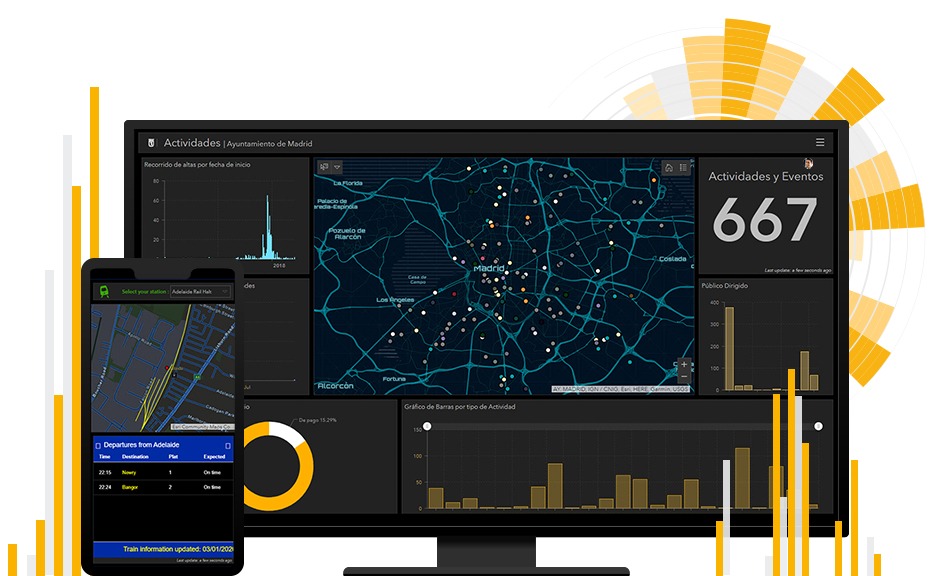 Actividades | Ayuntamiento de Madrid
Recorrido de altas por fecha de inicio
80
60
40
20
2018
La Florida
Palacio de
Pozuelo de
Alarcón
Madrid
Casa de
Campo
Coslada
Los Ángeles
Fortuna
Alcorcón
AY. MADRID, IGN / CNIG, Esri, HERE, Garmin, USGS
Actividades y Eventos
667
Last update: a few seconds ago
Público Dirigido
400
300
200
100
0
De pago 15.29%
Gráfico de Barras por tipo de Actividad
150
100
50
0
Select your station :
Adelaide Rail Hah
Esri Community Maps Co
Departures from Adelaide
Time Destination Plat Expected
22:15 Newry 1 On time
22:24 Bangor 2 On time
Train information updated: 03/01/202
Last update: a few seconds ago